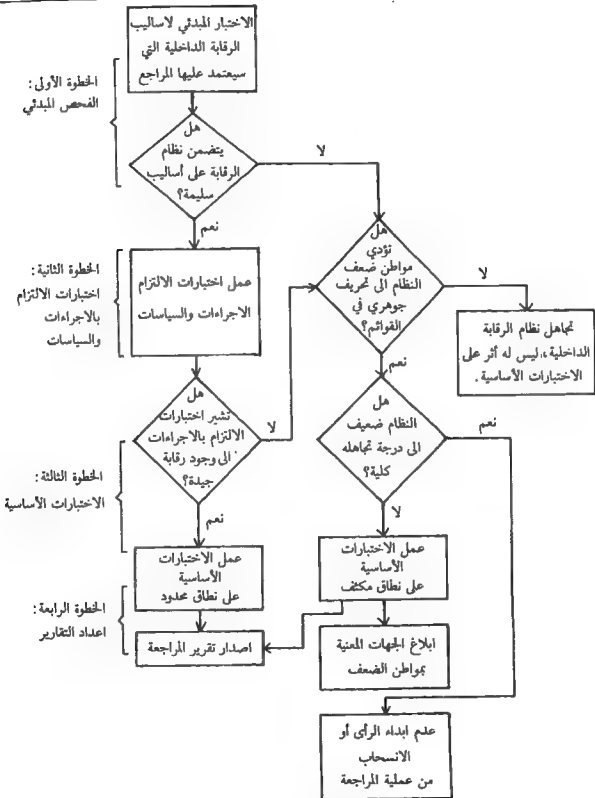 الاختبار المبدئي لاساليب
الرقابة الداخلية التي
سيعتمد عليها المراجع
الخطوة الأولى:
الفحص المبدئي
هل
يتضمن نظام
الرقابة على أساليب
سليمة؟
لا
نعم
الخطوة الثانية:
اختبارات الالتزام
بالاجراءات
والسياسات
عمل اختبارات الالتزام
الاجراءات والسياسات
هل
تؤدي
مواطن ضعف
النظام الى تحريف
جوهري في
القوائم؟
لا
نعم
تجاهل نظام الرقابة
الداخلية، ليس له أثر على
الاختبارات الأساسية.
هل
تشير اختبارات
الالتزام بالاجراءات
الى وجود رقابة
جيدة؟
لا
نعم
هل
النظام ضعيف
الى درجة تجاهله
كلية؟
نعم
لا
الخطوة الثالثة:
الاختبارات الأساسية
عمل الاختبارات
الأساسية
على نطاق محدود
عمل الاختبارات
الأساسية
على نطاق مكثف
الخطوة الرابعة:
اعداد التقارير
اصدار تقرير المراجعة
ابلاغ الجهات المعنية
بمواطن الضعف
عدم ابداء الرأى أو
الانسحاب
من عملية المراجعة